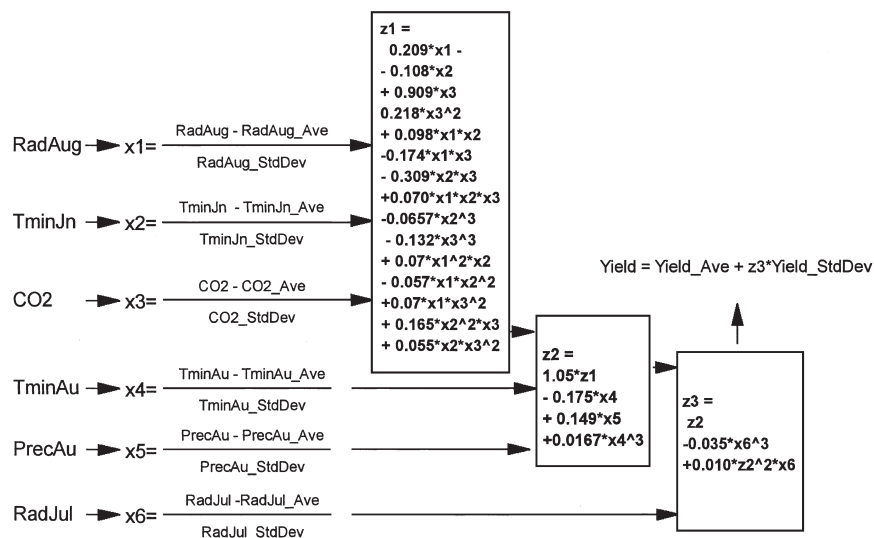 z1 =
0.209*x1 -
- 0.108*x2
+ 0.909*x3
0.218*x3^2
+ 0.098*x1*x2
-0.174*x1*x3
- 0.309*x2*x3
+0.070*x1*x2*x3
-0.0657*x2^3
- 0.132*x3^3
+ 0.07*x1^2*x2
- 0.057*x1*x2^2
+0.07*x1*x3^2
+ 0.165*x2^2*x3
+ 0.055*x2*x3^2
RadAug x1= RadAug - RadAug_Ave
RadAug_StdDev
TminJn x2= TminJn - TminJn_Ave
TminJn_StdDev
CO2 x3= CO2 - CO2_Ave
CO2_StdDev
TminAu x4= TminAu - TminAu_Ave
TminAu_StdDev
PrecAu x5= PrecAu - PrecAu_Ave
PrecAu_StdDev
RadJul x6= RadJul -RadJul_Ave
RadJul_StdDev
z2 =
1.05*z1
- 0.175*x4
+ 0.149*x5
+0.0167*x4^3
Yield = Yield_Ave + z3*Yield_StdDev
z3 =
z2
-0.035*x6^3
+0.010*z2^2*x6